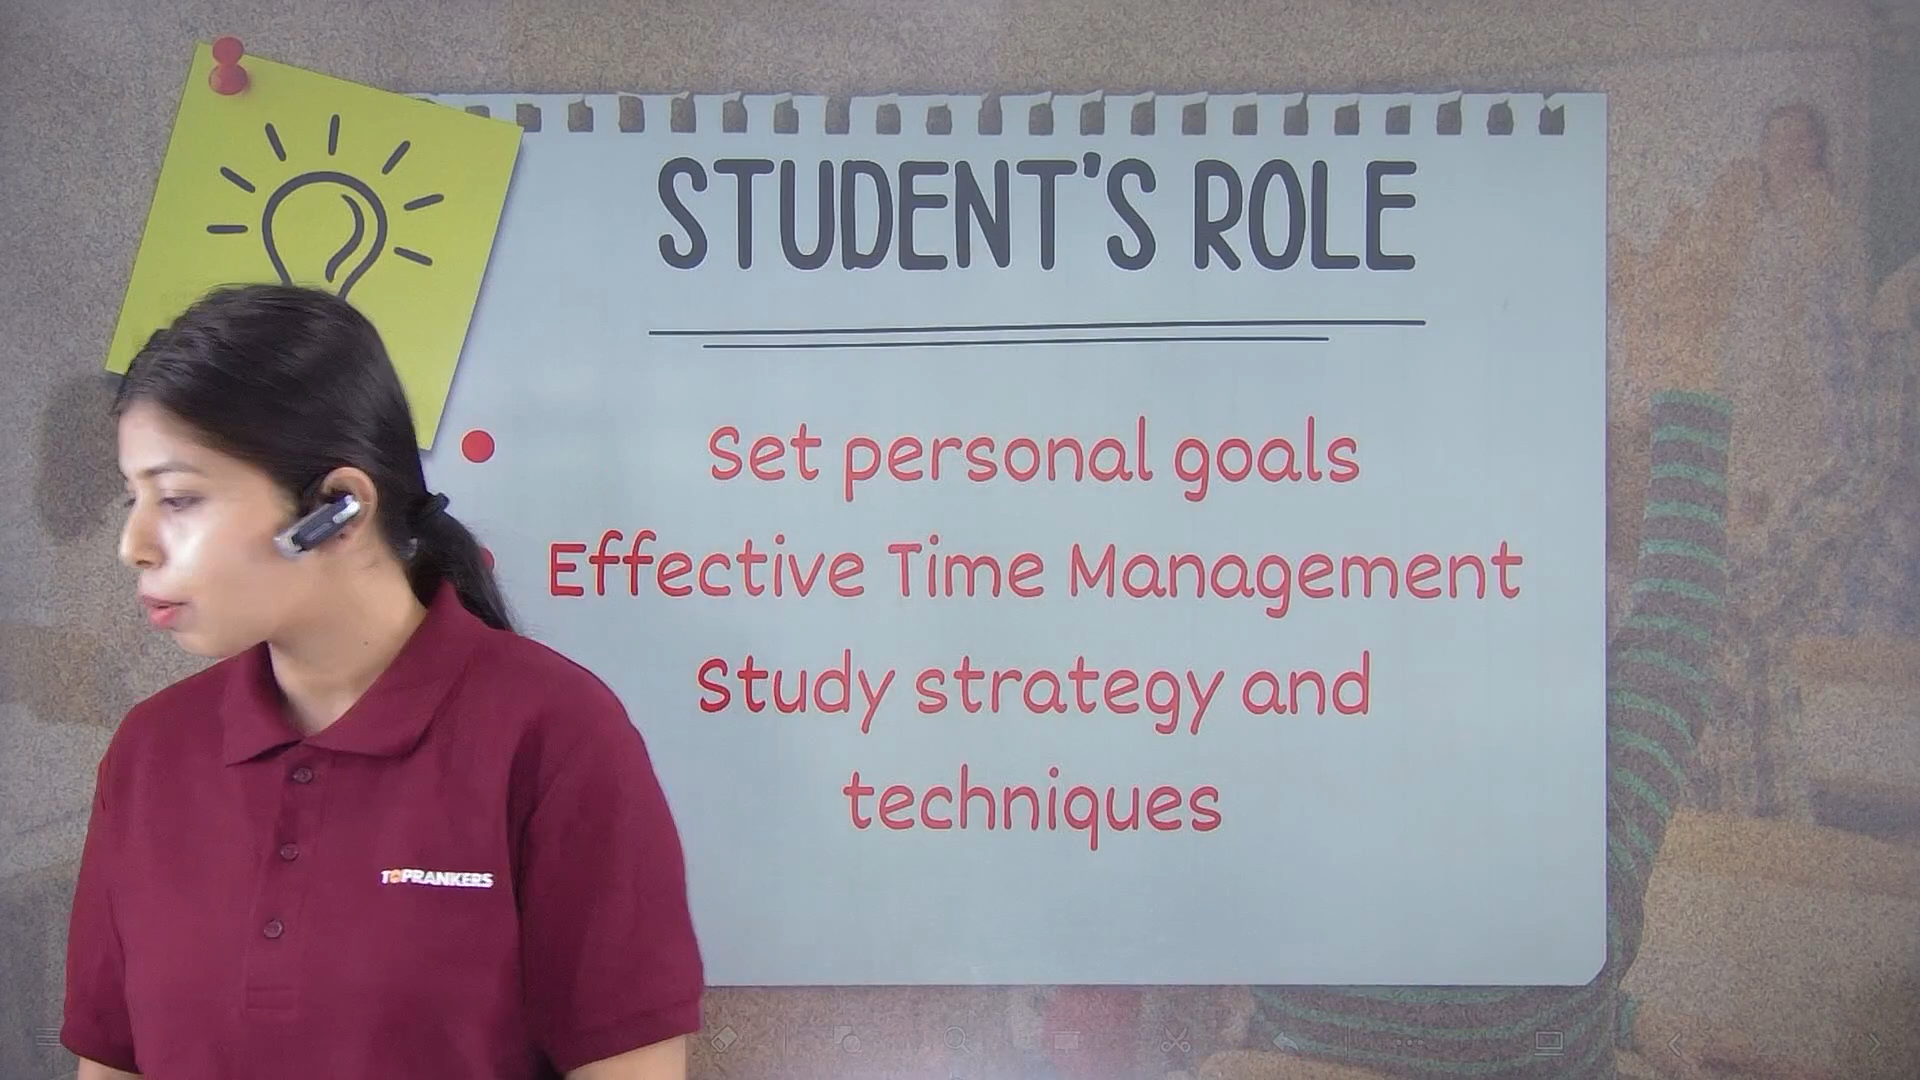 STUDENT'S ROLE
Set personal goals
Effective Time Management
Study strategy and
techniques
TOPRANKERS